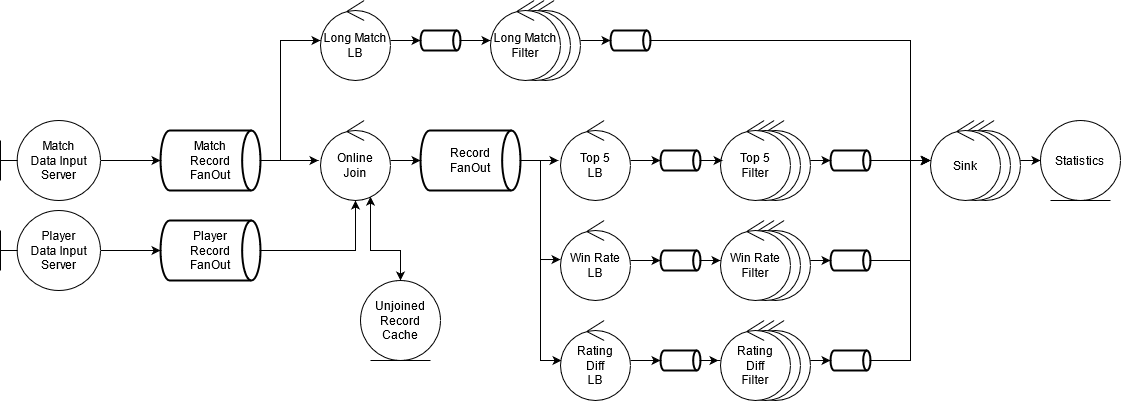 Long Match
LB
Long Match
Filter
Match
Data Input
Server
Match
Record
FanOut
Online
Join
Record
FanOut
Top 5
LB
Top 5
Filter
Sink
Statistics
Player
Data Input
Server
Player
Record
FanOut
Win Rate
LB
Win Rate
Filter
Unjoined
Record
Cache
Rating
Diff
LB
Rating
Diff
Filter